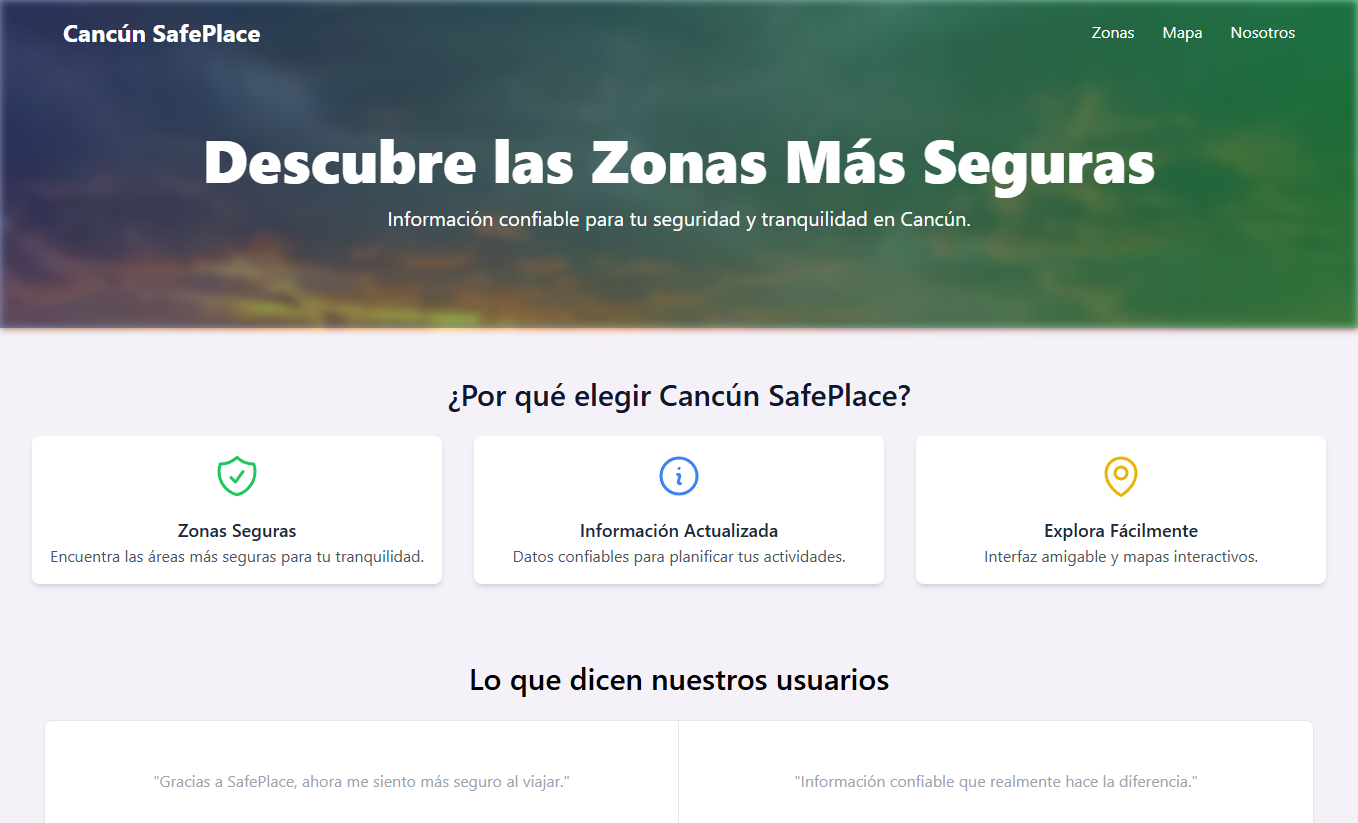 Cancún SafePlace
Zonas
Mapa
Nosotros
Descubre las Zonas Más Seguras
Información confiable para tu seguridad y tranquilidad en Cancún.
¿Por qué elegir Cancún SafePlace?
Zonas Seguras
Encuentra las áreas más seguras para tu tranquilidad.
Información Actualizada
Datos confiables para planificar tus actividades.
Explora Fácilmente
Interfaz amigable y mapas interactivos.
Lo que dicen nuestros usuarios
"Gracias a SafePlace, ahora me siento más seguro al viajar."
"Información confiable que realmente hace la diferencia."